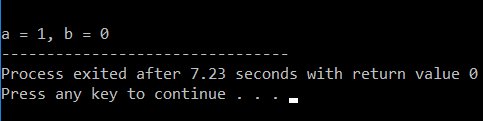 a = 1, b = 0
--------------------------------
Process exited after 7.23 seconds with return value 0
Press any key to continue . . .